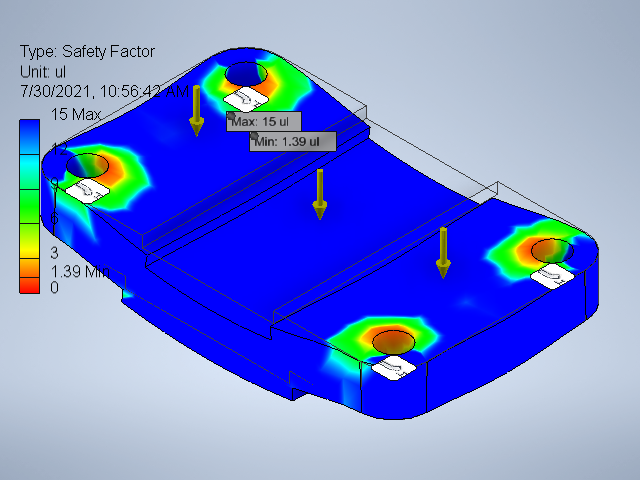 Type: Safety Factor
Unit: ul
7/30/2021, 10:56:42 AM
15 Max
Max: 15 ul
Min: 1.39 ul
3
1.39 Min
0